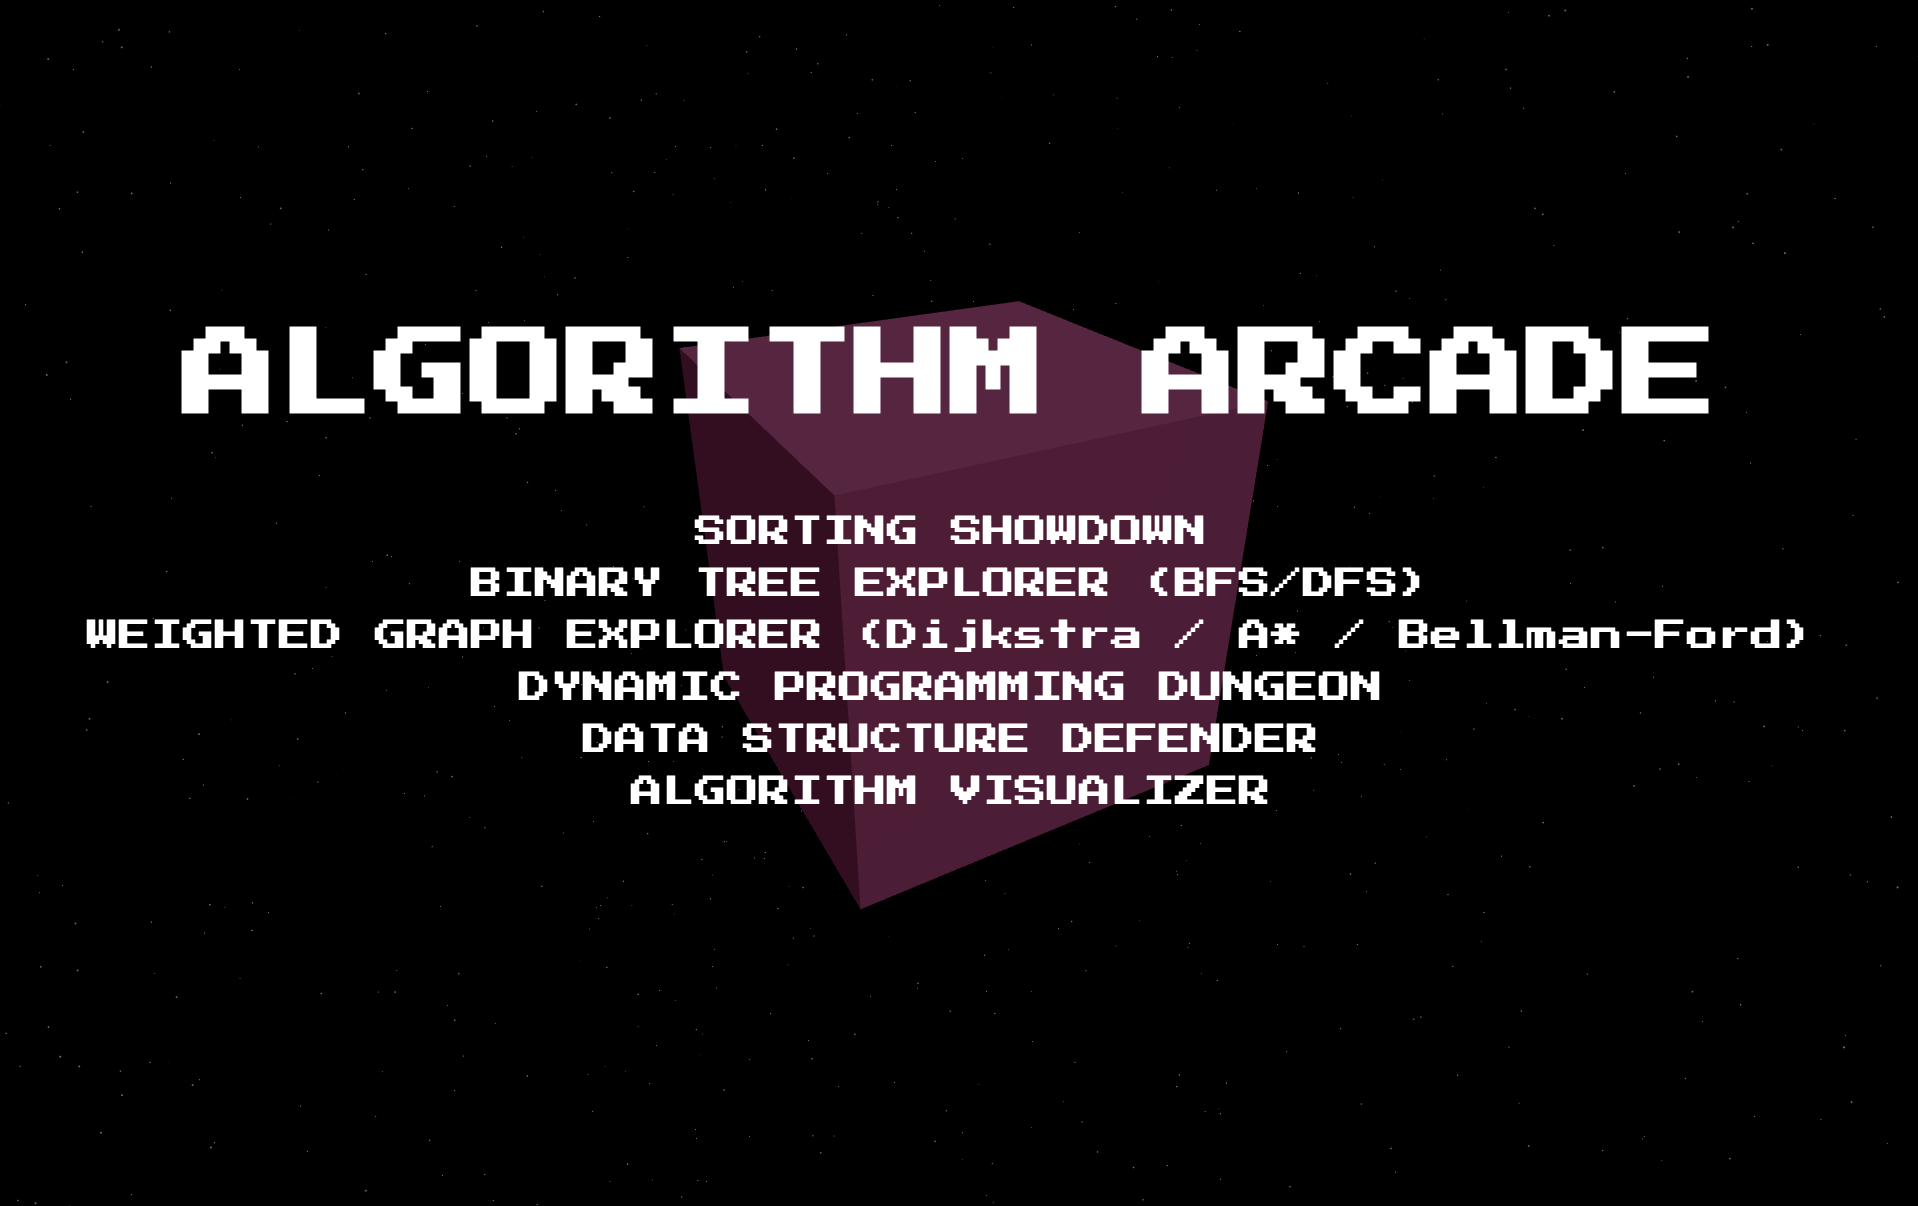 ALGORITHM ARCADE
SORTING SHOWDOWN
BINARY TREE EXPLORER (BFS/DFS)
WEIGHTED GRAPH EXPLORER (Dijkstra / A* / Bellman-Ford)
DYNAMIC PROGRAMMING DUNGEON
DATA STRUCTURE DEFENDER
ALGORITHM VISUALIZER